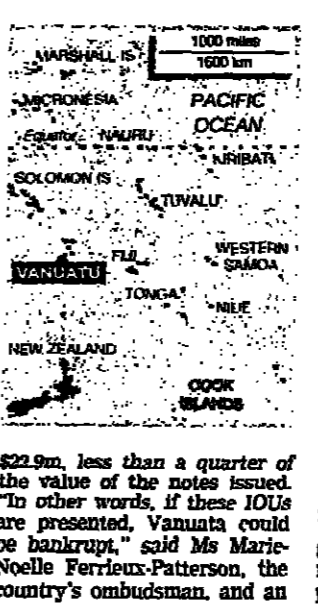 1000 miles
1600 km
MARSHALL IS
MICRONESIA
PACIFIC
OCEAN
Equator
NAURU
KIRIBATI
SOLOMON IS
TUVALU
FIJI
WESTERN
SAMOA
VANUATU
TONGA
NIUE
NEW ZEALAND
COOK
ISLANDS
$22.9m, less than a quarter of
the value of the notes issued.
"In other words, if these IOUs
are presented, Vanuata could
be bankrupt," said Ms Marie-
Noelle Ferrieux-Patterson, the
country's ombudsman, and an